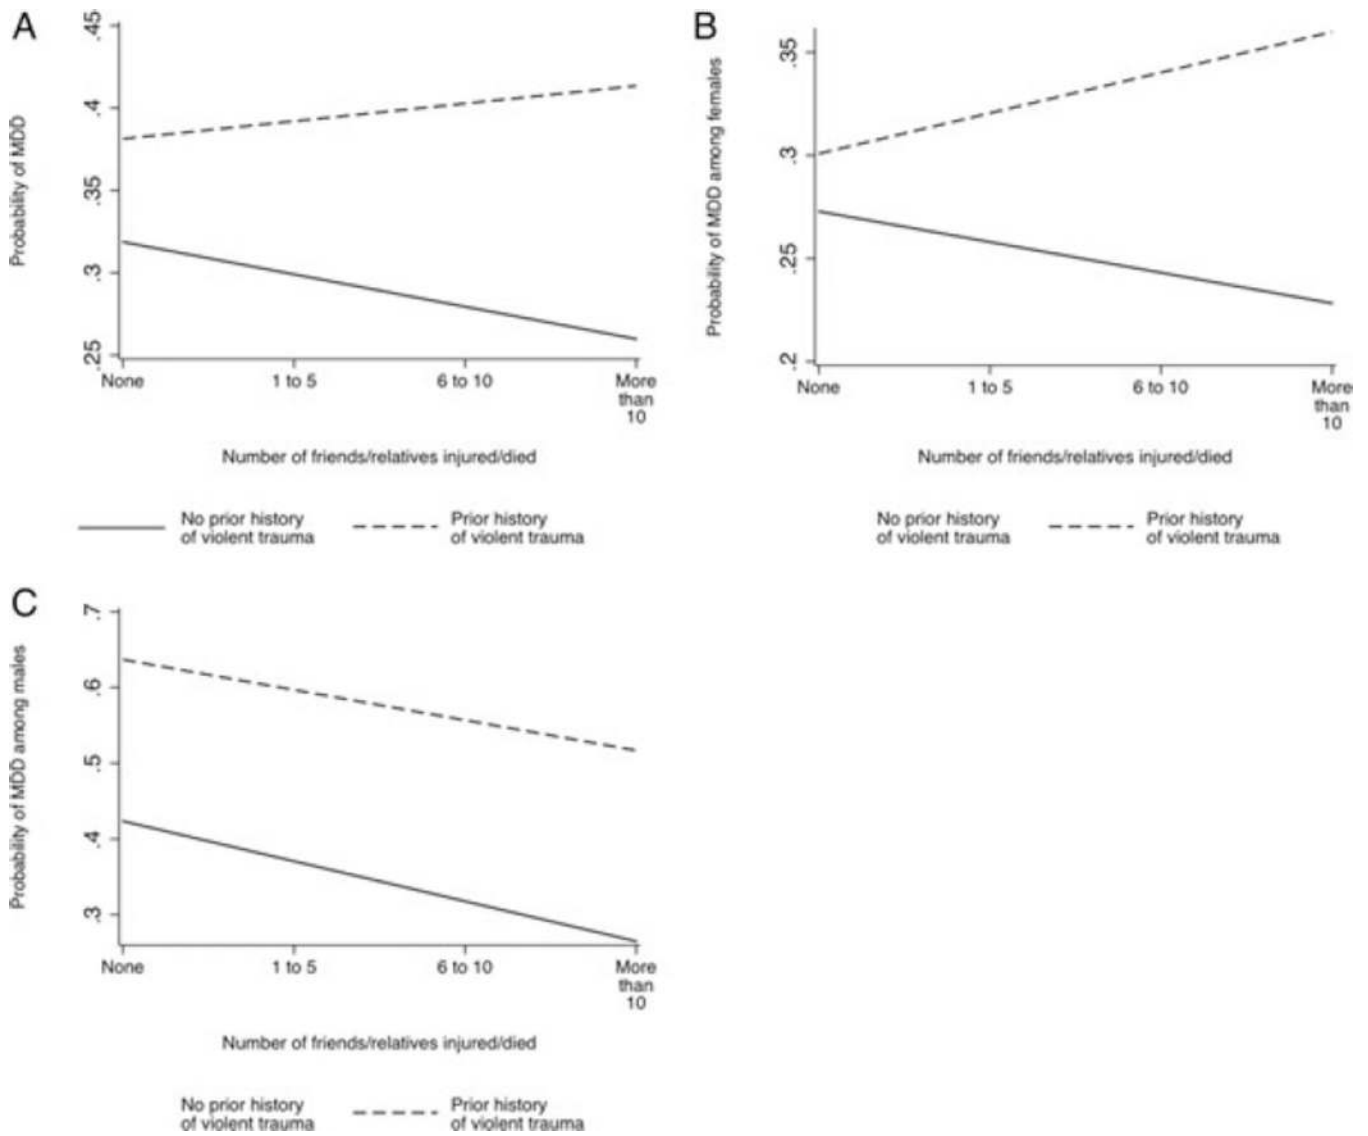 A
Probability of MDD
.45
.4
.35
.3
.25
None
1 to 5
6 to 10
More
than
10
Number of friends/relatives injured/died
No prior history
of violent trauma
Prior history
of violent trauma
B
Probability of MDD among females
.35
.3
.25
.2
None
1 to 5
6 to 10
More
than
10
Number of friends/relatives injured/died
No prior history
of violent trauma
Prior history
of violent trauma
C
Probability of MDD among males
.7
.6
.5
.4
.3
None
1 to 5
6 to 10
More
than
10
Number of friends/relatives injured/died
No prior history
of violent trauma
Prior history
of violent trauma